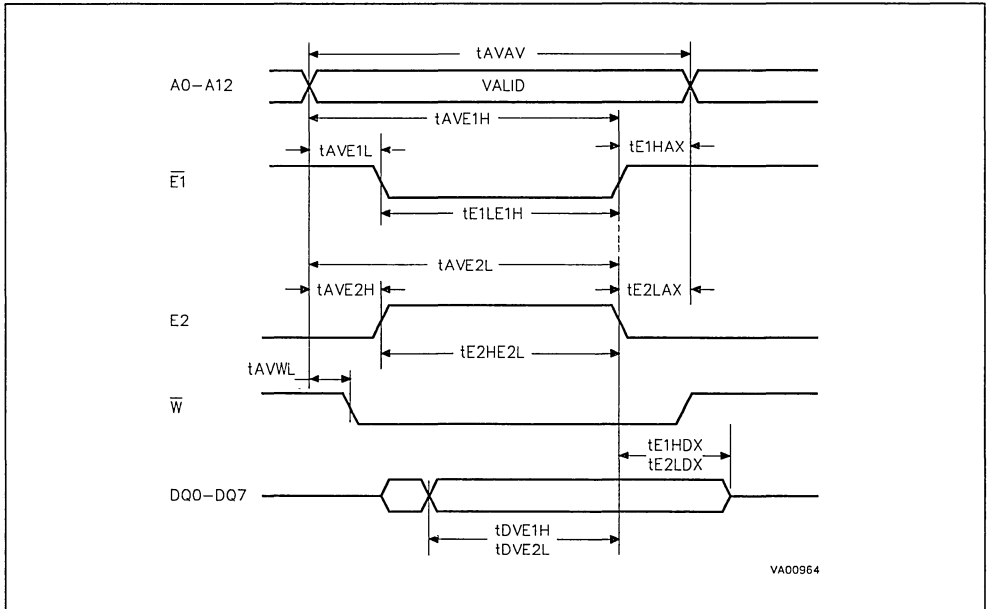 tAVAV
A0-A12 VALID
tAVE1H
tAVE1L tE1HAX
E1
tE1LE1H
tAVE2L
tAVE2H tE2LAX
E2
tE2HE2L
tAVWL
W
tE1HDX
tE2LDX
DQ0-DQ7
tDVE1H
tDVE2L
VA00964